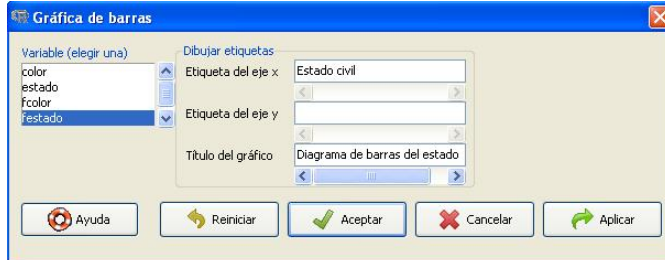 Gráfica de barras
Variable (elegir una)
color
estado
fcolor
festado
Dibujar etiquetas
Etiqueta del eje x
Estado civil
Etiqueta del eje y
Título del gráfico
Diagrama de barras del estado
Ayuda
Reiniciar
Aceptar
Cancelar
Aplicar